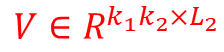 V ∈ R^{k_1 k_2 × L_2}